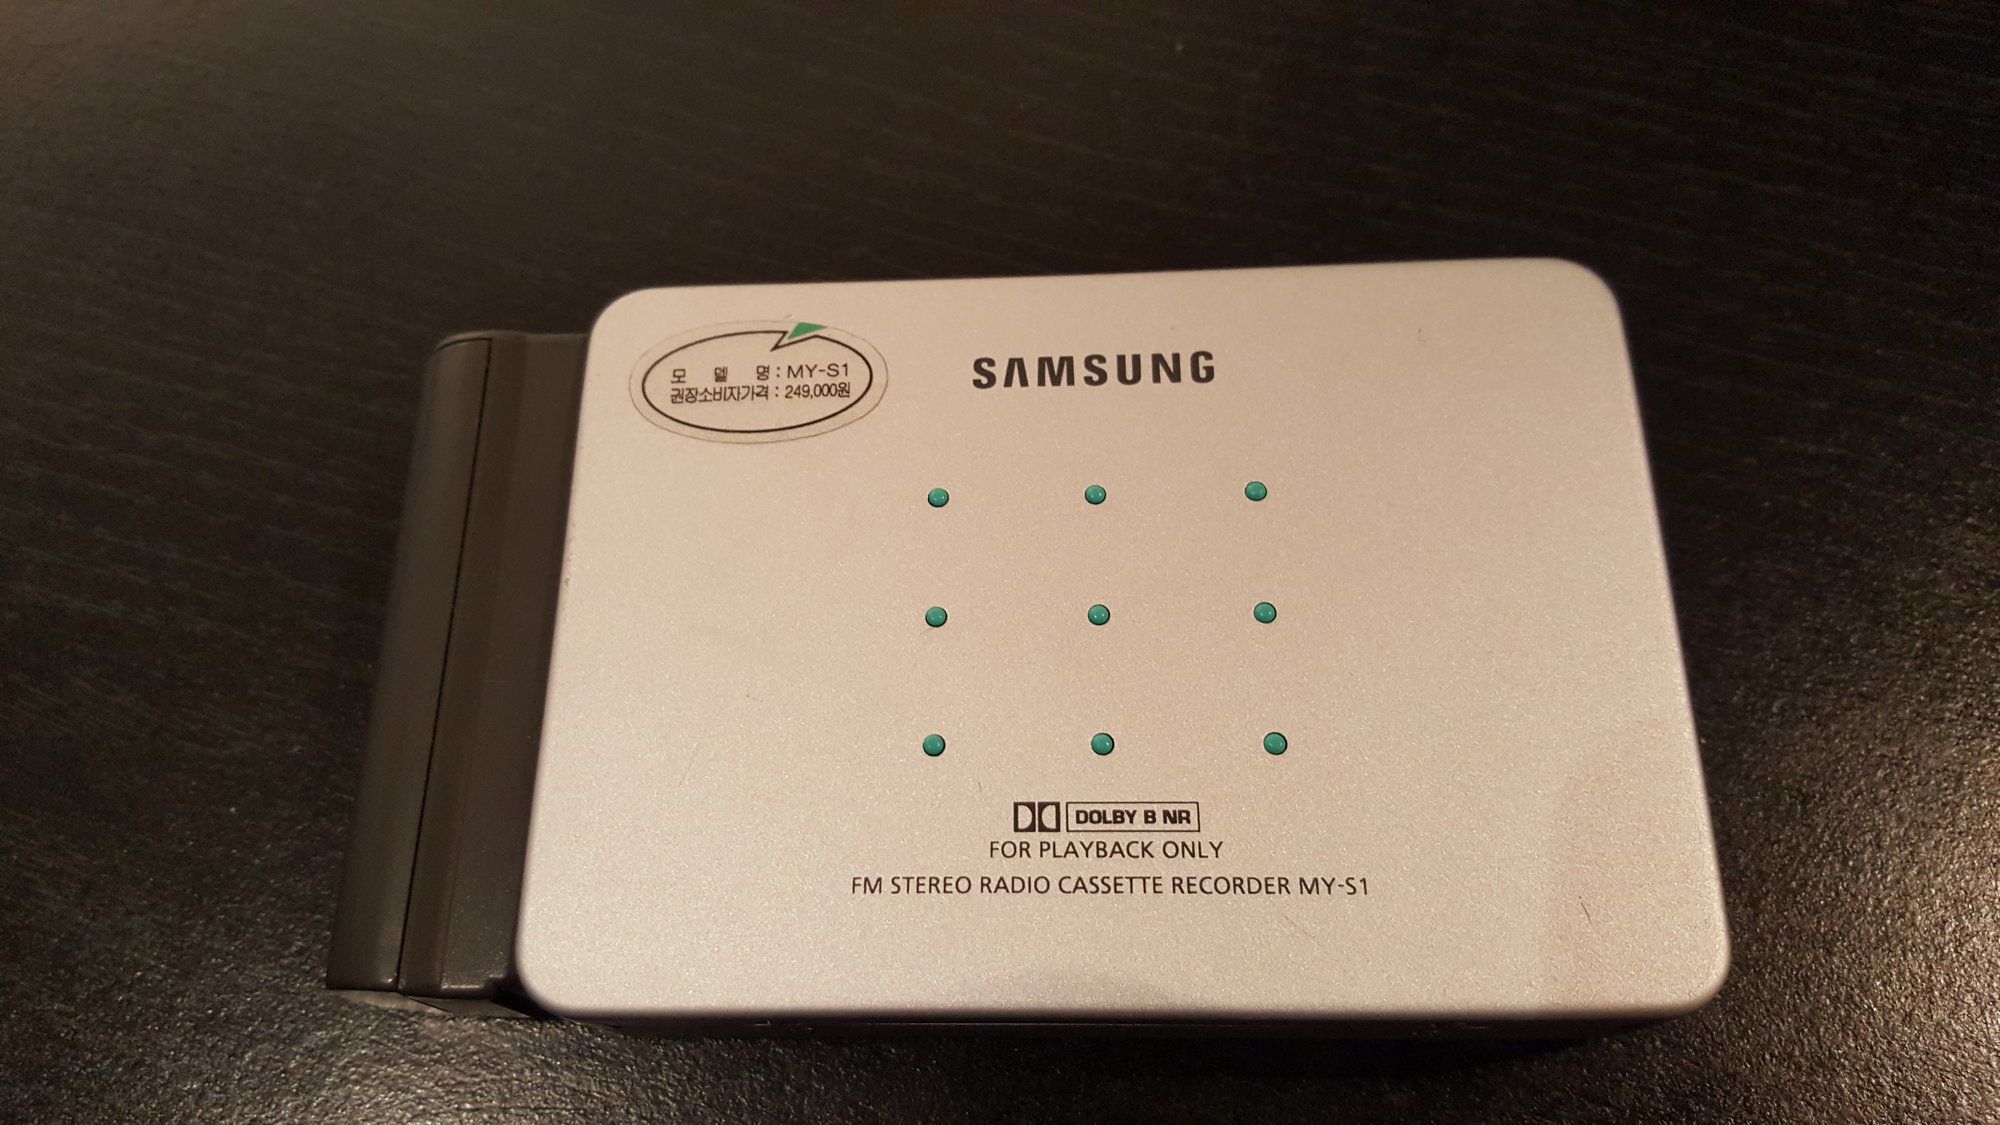 모 델 명 : MY-S1
권장소비자가격 : 249,000원
SAMSUNG
DOLBY B NR
FOR PLAYBACK ONLY
FM STEREO RADIO CASSETTE RECORDER MY-S1